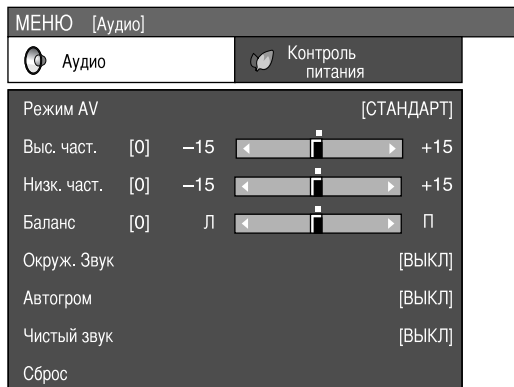 МЕНЮ [Аудио]
Аудио
Контроль
питания
Режим AV [СТАНДАРТ]
Выс. част. [0] –15 +15
Низк. част. [0] –15 +15
Баланс [0] Л П
Окруж. Звук [ВЫКЛ]
Автогром [ВЫКЛ]
Чистый звук [ВЫКЛ]
Сброс